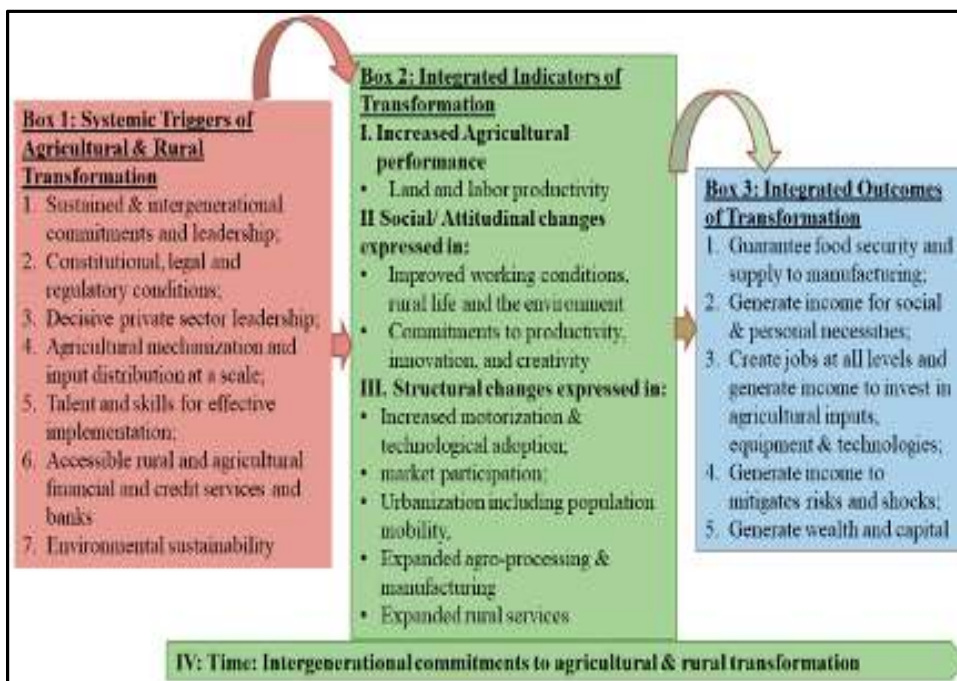 Box 1: Systemic Triggers of
Agricultural & Rural
Transformation
1. Sustained & intergenerational
commitments and leadership;
2. Constitutional, legal and
regulatory conditions;
3. Decisive private sector leadership;
4. Agricultural mechanization and
input distribution at a scale;
5. Talent and skills for effective
implementation;
6. Accessible rural and agricultural
financial and credit services and
banks
7. Environmental sustainability
Box 2: Integrated Indicators of
Transformation
I. Increased Agricultural
performance
• Land and labor productivity
II Social/ Attitudinal changes
expressed in:
• Improved working conditions,
rural life and the environment
• Commitments to productivity,
innovation, and creativity
III. Structural changes expressed in:
• Increased motorization &
technological adoption;
• market participation;
• Urbanization including population
mobility,
• Expanded agro-processing &
manufacturing
• Expanded rural services
Box 3: Integrated Outcomes
of Transformation
1. Guarantee food security and
supply to manufacturing;
2. Generate income for social
& personal necessities;
3. Create jobs at all levels and
generate income to invest in
agricultural inputs,
equipment & technologies;
4. Generate income to
mitigates risks and shocks;
5. Generate wealth and capital
IV: Time: Intergenerational commitments to agricultural & rural transformation